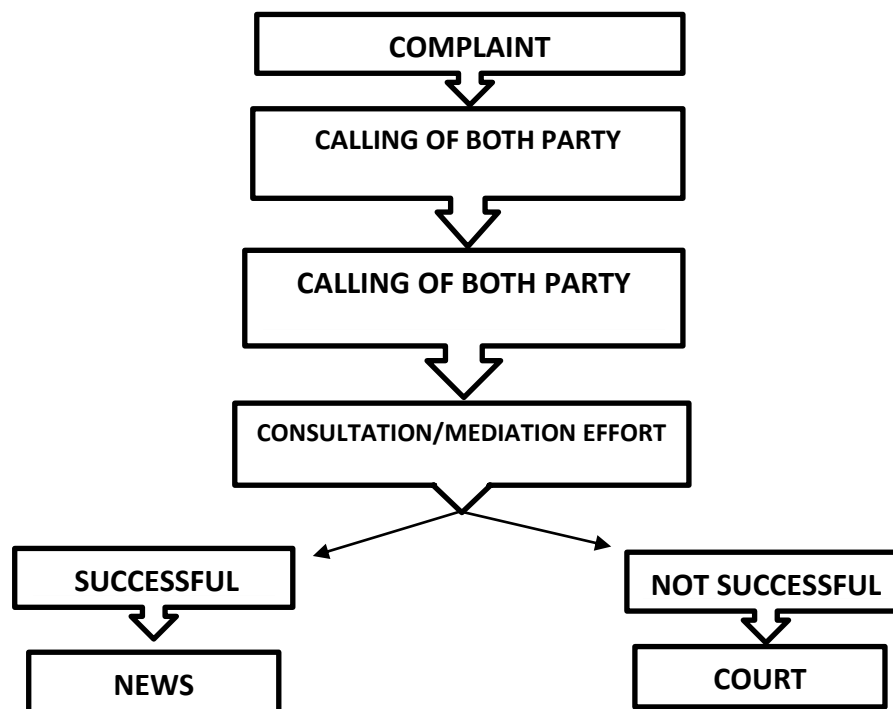 COMPLAINT
CALLING OF BOTH PARTY
CALLING OF BOTH PARTY
CONSULTATION/MEDIATION EFFORT
SUCCESSFUL
NOT SUCCESSFUL
NEWS
COURT